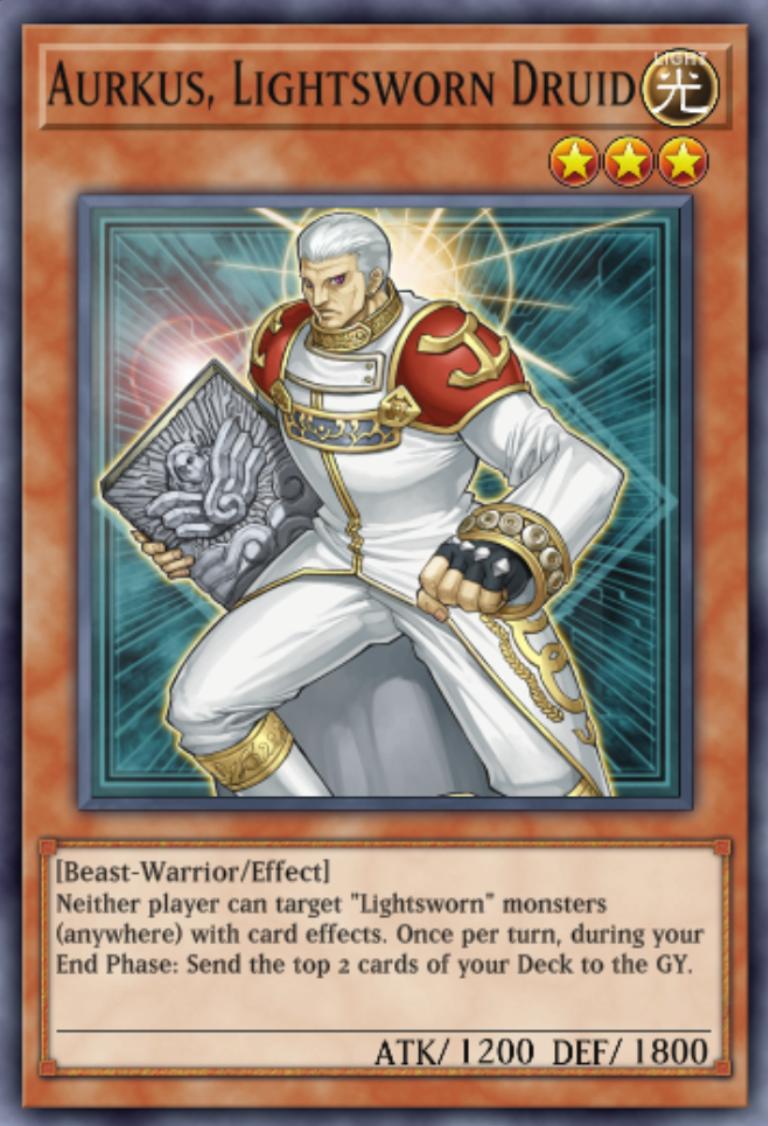 Aurkus, Lightsworn Druid
LIGHT
光
[Beast-Warrior/Effect]
Neither player can target "Lightsworn" monsters
(anywhere) with card effects. Once per turn, during your
End Phase: Send the top 2 cards of your Deck to the GY.
ATK/ 1200 DEF/ 1800